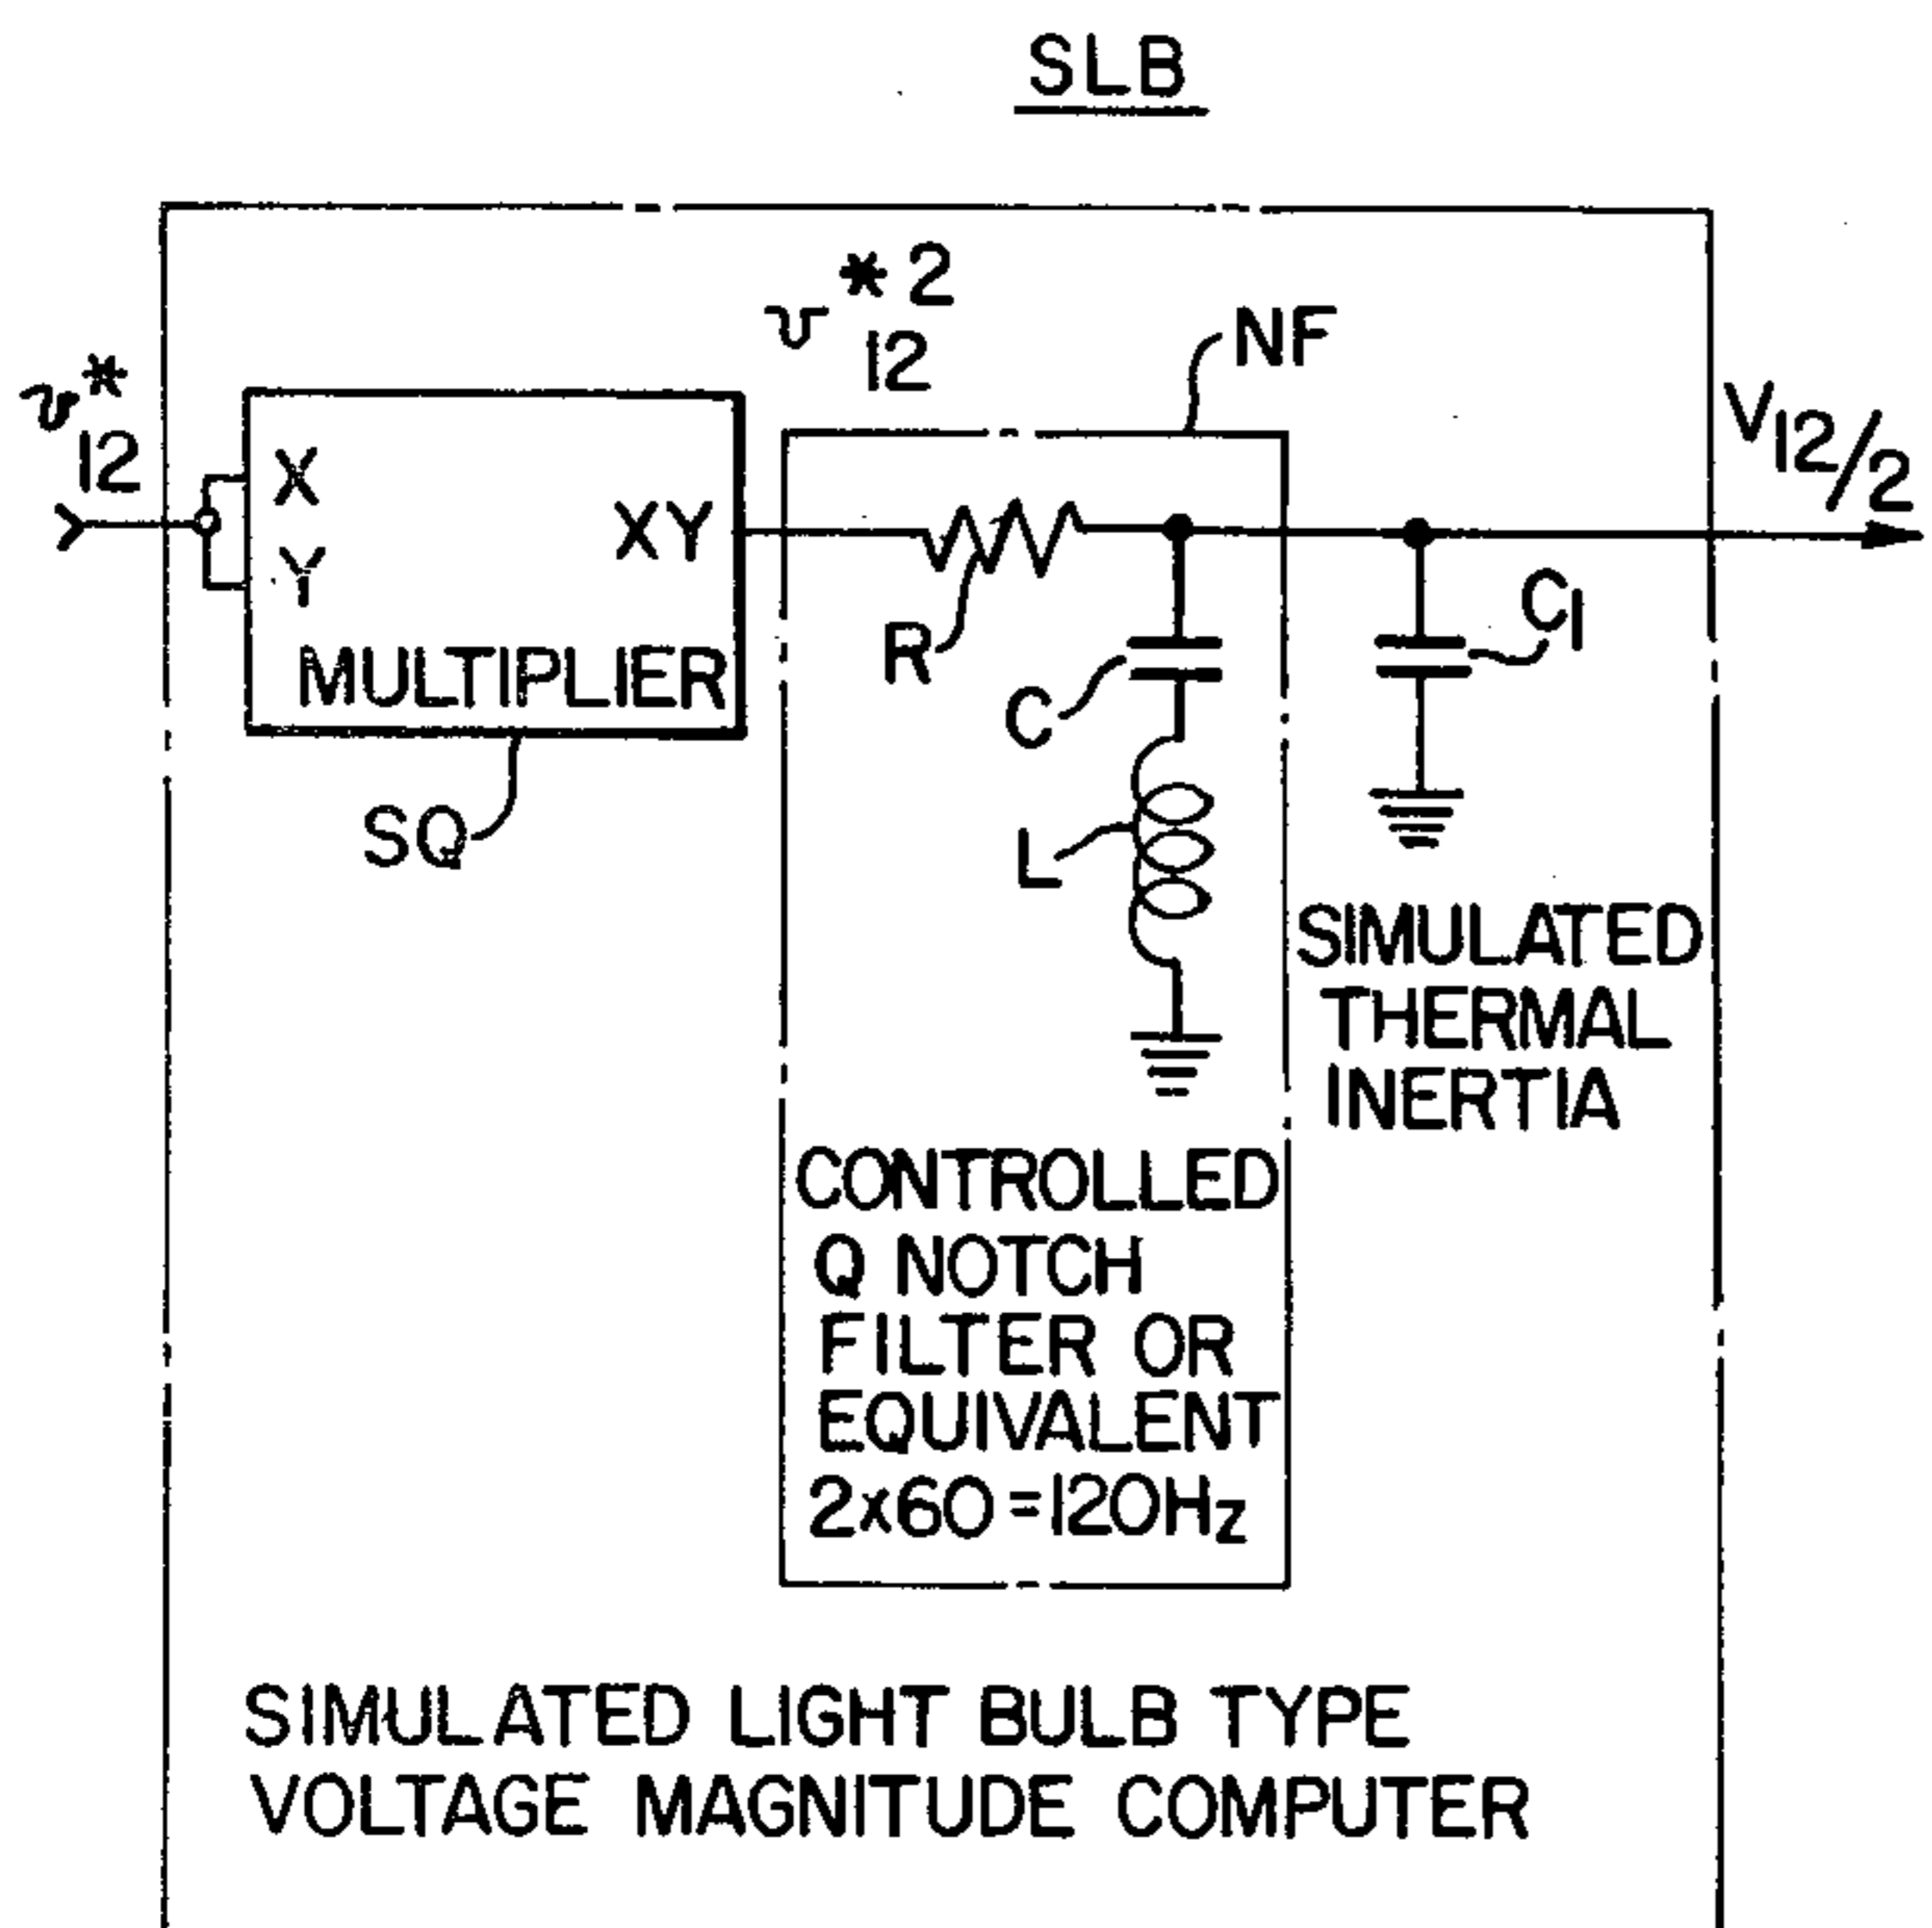 SLB
v*12
v*2 12
NF
V12/2
X
Y
XY
MULTIPLIER
SQ
R
C
L
C1
SIMULATED
THERMAL
INERTIA
CONTROLLED
Q NOTCH
FILTER OR
EQUIVALENT
2x60=120Hz
SIMULATED LIGHT BULB TYPE
VOLTAGE MAGNITUDE COMPUTER